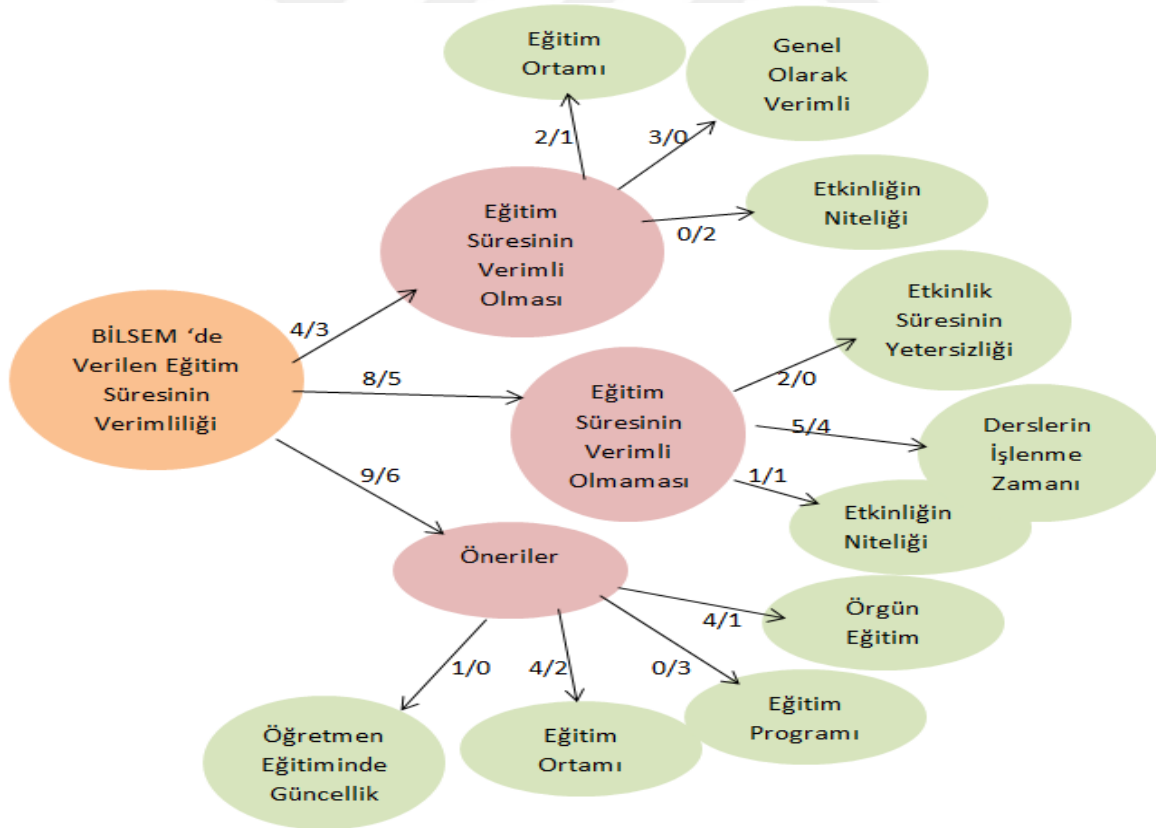 Eğitim
Ortamı
Genel
Olarak
Verimli
2/1
3/0
Eğitim
Süresinin
Verimli
Olması
Etkinliğin
Niteliği
0/2
BİLSEM ‘de
Verilen Eğitim
Süresinin
Verimliliği
4/3
8/5
9/6
Etkinlik
Süresinin
Yetersizliği
Eğitim
Süresinin
Verimli
Olmaması
2/0
5/4
1/1
Derslerin
İşlenme
Zamanı
Etkinliğin
Niteliği
Öneriler
4/1
Örgün
Eğitim
1/0
4/2
0/3
Öğretmen
Eğitiminde
Güncellik
Eğitim
Ortamı
Eğitim
Programı